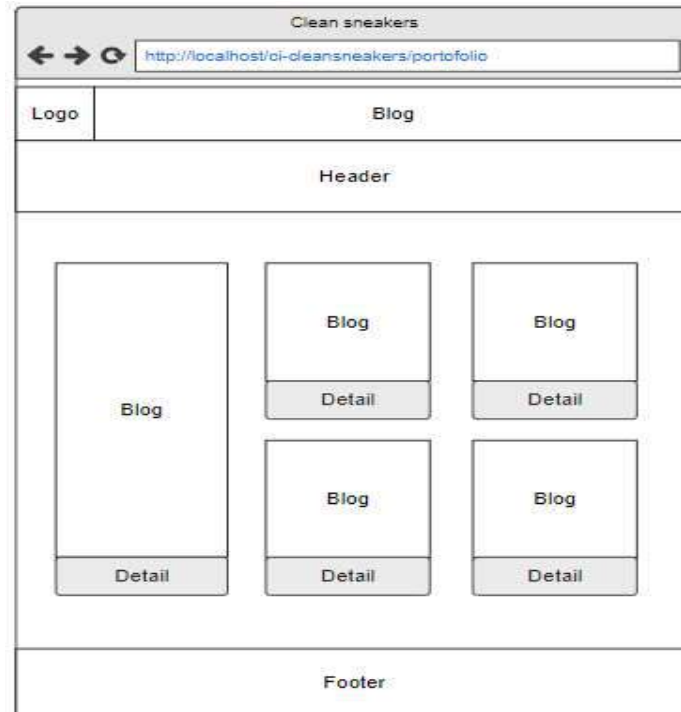 Clean sneakers
http://localhost/ci-cleansneakers/portofolio
Logo
Blog
Header
Blog
Detail
Blog
Detail
Blog
Detail
Blog
Detail
Blog
Detail
Footer